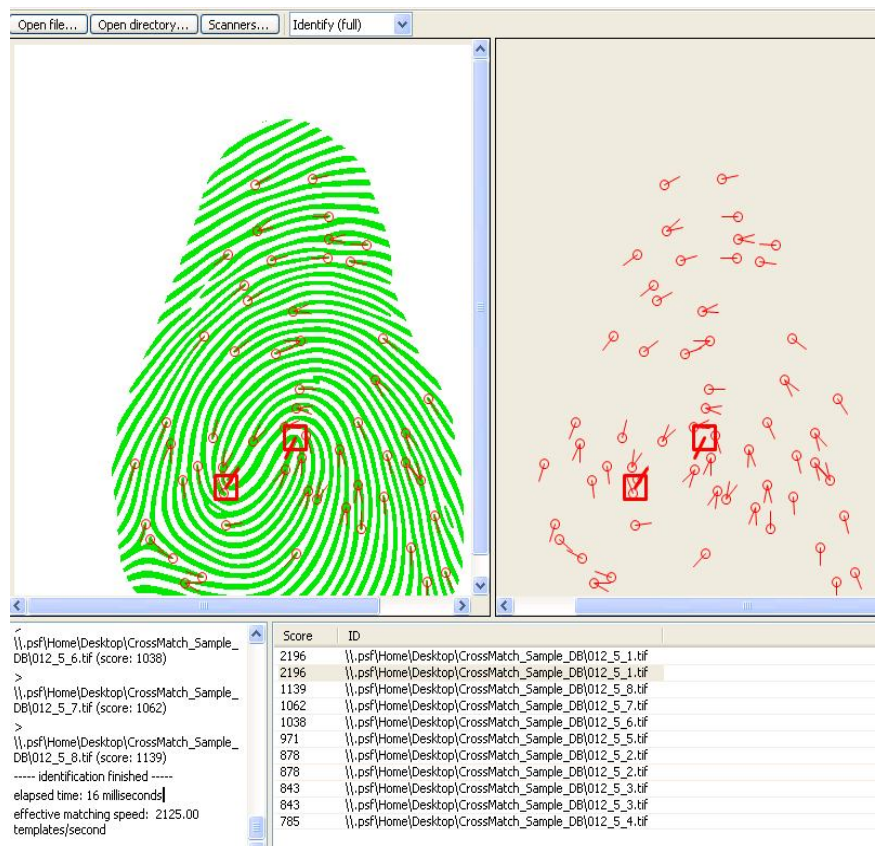 Open file... Open directory... Scanners... Identify (full)
\\.psf\Home\Desktop\CrossMatch_Sample_
DB\012_5_6.tif (score: 1038)
>
\\.psf\Home\Desktop\CrossMatch_Sample_
DB\012_5_7.tif (score: 1062)
>
\\.psf\Home\Desktop\CrossMatch_Sample_
DB\012_5_8.tif (score: 1139)
----- identification finished -----
elapsed time: 16 milliseconds
effective matching speed: 2125.00
templates/second
Score ID
2196 \\.psf\Home\Desktop\CrossMatch_Sample_DB\012_5_1.tif
2196 \\.psf\Home\Desktop\CrossMatch_Sample_DB\012_5_1.tif
1139 \\.psf\Home\Desktop\CrossMatch_Sample_DB\012_5_8.tif
1062 \\.psf\Home\Desktop\CrossMatch_Sample_DB\012_5_7.tif
1038 \\.psf\Home\Desktop\CrossMatch_Sample_DB\012_5_6.tif
971 \\.psf\Home\Desktop\CrossMatch_Sample_DB\012_5_5.tif
878 \\.psf\Home\Desktop\CrossMatch_Sample_DB\012_5_2.tif
878 \\.psf\Home\Desktop\CrossMatch_Sample_DB\012_5_2.tif
843 \\.psf\Home\Desktop\CrossMatch_Sample_DB\012_5_3.tif
843 \\.psf\Home\Desktop\CrossMatch_Sample_DB\012_5_3.tif
785 \\.psf\Home\Desktop\CrossMatch_Sample_DB\012_5_4.tif